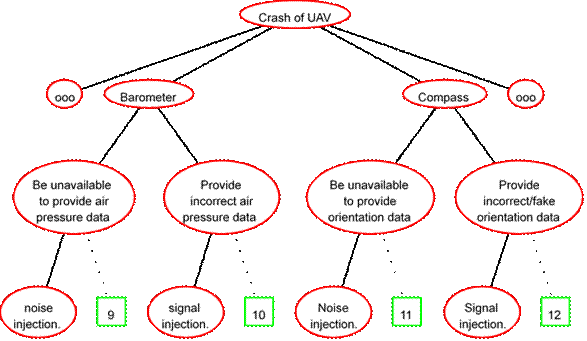 Crash of UAV
ooo
Barometer
Compass
ooo
Be unavailable
to provide air
pressure data
Provide
incorrect air
pressure data
Be unavailable
to provide
orientation data
Provide
incorrect/fake
orientation data
noise
injection.
9
signal
injection.
10
Noise
injection.
11
Signal
injection.
12